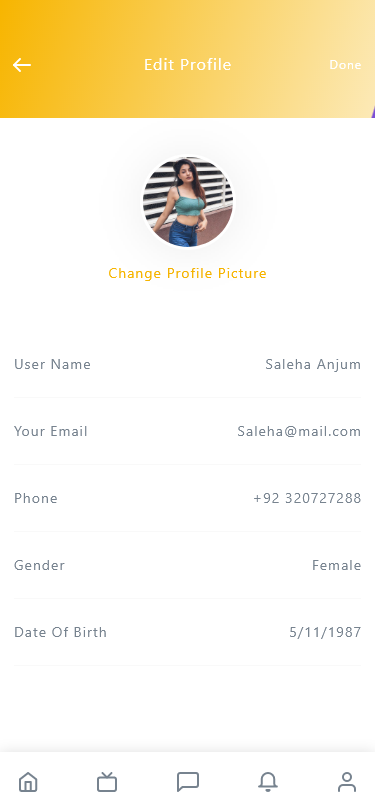 Edit Profile Done
Change Profile Picture
User Name Saleha Anjum
Your Email Saleha@mail.com
Phone +92 320727288
Gender Female
Date Of Birth 5/11/1987